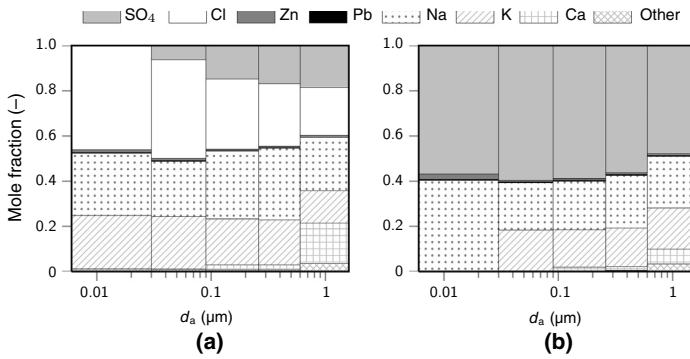 SO₄ Cl Zn Pb Na K Ca Other
1.0 1.0
0.8 0.8
0.6 0.6
0.4 0.4
0.2 0.2
0 0
Mole fraction (–)
0.01 0.1 1 0.01 0.1 1
dₐ (μm) dₐ (μm)
(a) (b)